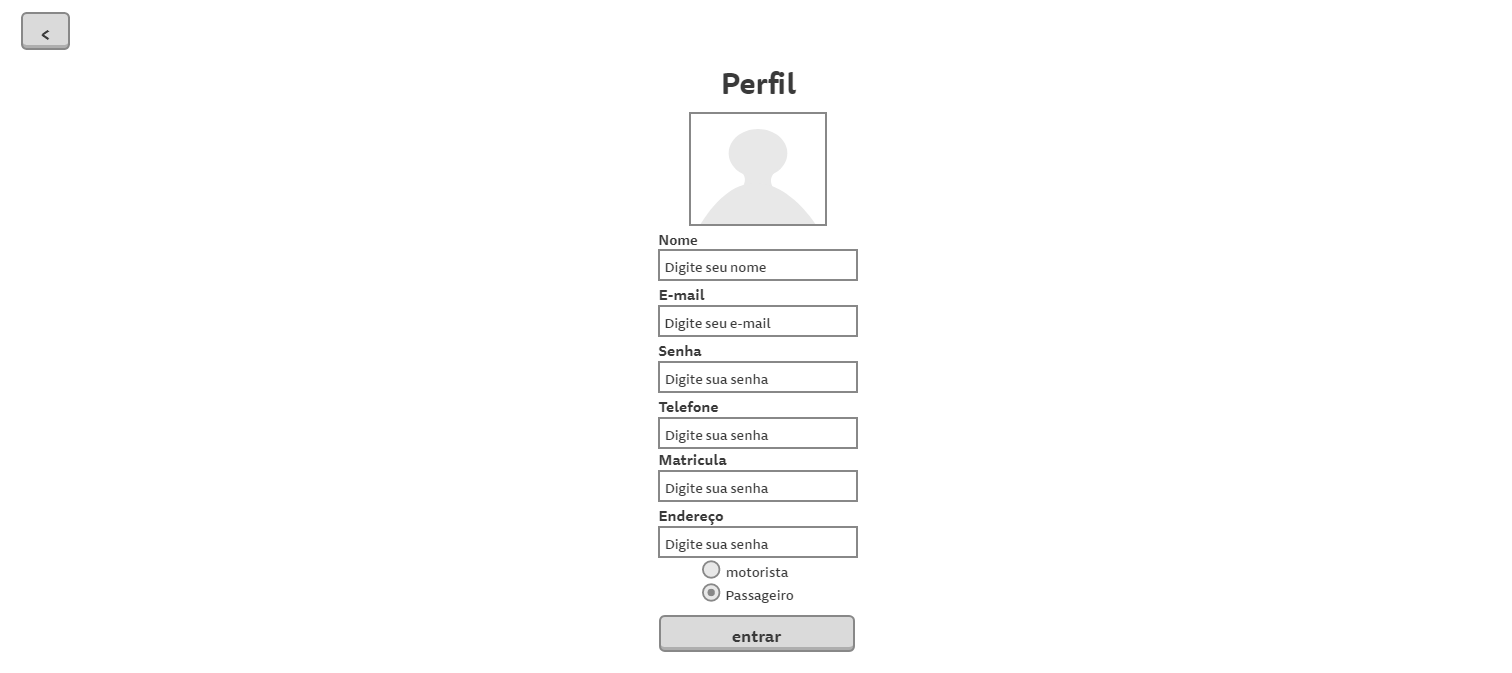 <
Perfil
Nome
Digite seu nome
E-mail
Digite seu e-mail
Senha
Digite sua senha
Telefone
Digite sua senha
Matricula
Digite sua senha
Endereço
Digite sua senha
motorista
Passageiro
entrar